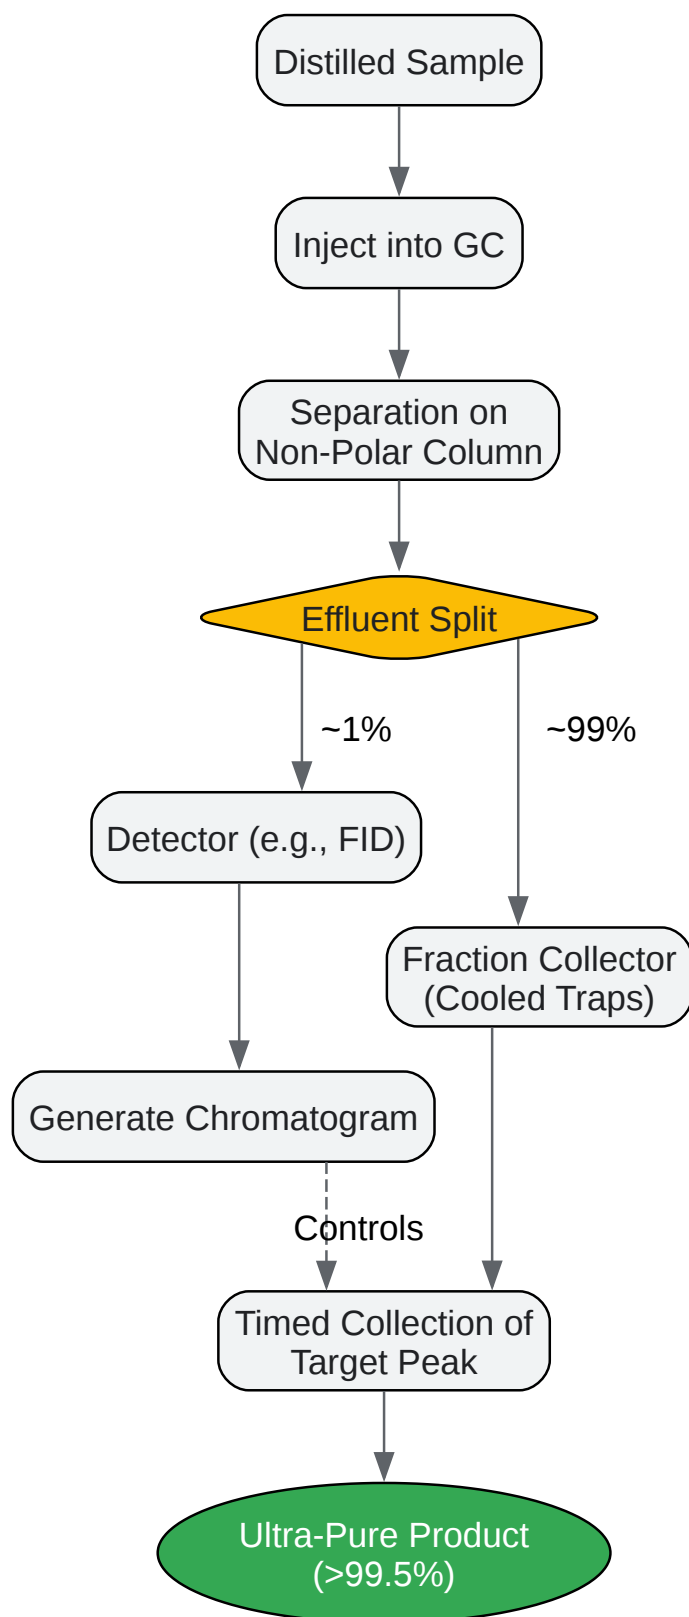 Distilled Sample
Inject into GC
Separation on
Non-Polar Column
Effluent Split
~1%
~99%
Detector (e.g., FID)
Fraction Collector
(Cooled Traps)
Generate Chromatogram
Controls
Timed Collection of
Target Peak
Ultra-Pure Product
(>99.5%)